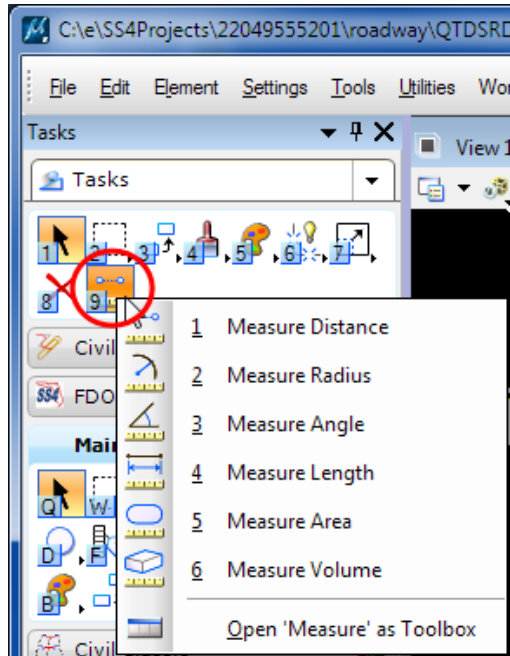 C:\e\SS4Projects\22049555201\roadway\QTDSRD
File Edit Element Settings Tools Utilities Wor
Tasks
View 1
Tasks
1 2 3 4 5 6 7
8 9
1 Measure Distance
Civil
2 Measure Radius
SS4 FDO
3 Measure Angle
Mai
4 Measure Length
Q W
5 Measure Area
D F
6 Measure Volume
B
Open 'Measure' as Toolbox
Civil